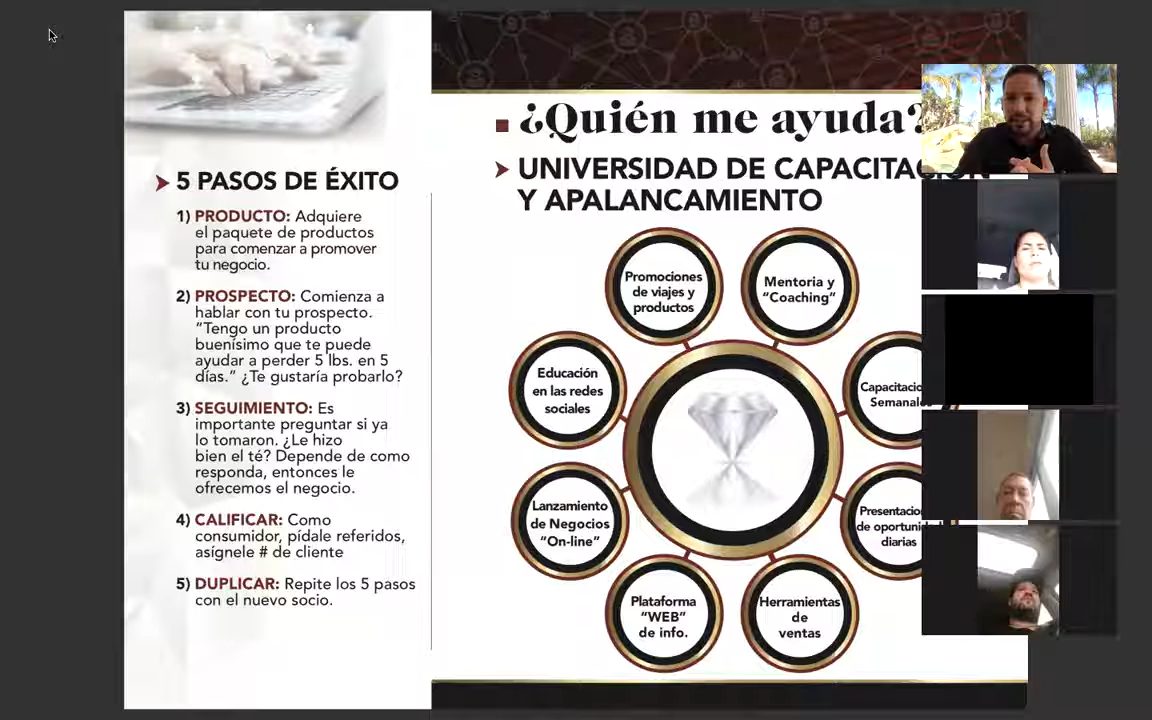 5 PASOS DE ÉXITO
1) PRODUCTO: Adquiere
el paquete de productos
para comenzar a promover
tu negocio.
2) PROSPECTO: Comienza a
hablar con tu prospecto.
"Tengo un producto
buenísimo que te puede
ayudar a perder 5 lbs. en 5
días." ¿Te gustaría probarlo?
3) SEGUIMIENTO: Es
importante preguntar si ya
lo tomaron. ¿Le hizo
bien el té? Depende de como
responda, entonces le
ofrecemos el negocio.
4) CALIFICAR: Como
consumidor, pídale referidos,
asígnele # de cliente
5) DUPLICAR: Repite los 5 pasos
con el nuevo socio.
¿Quién me ayuda?
UNIVERSIDAD DE CAPACITACIÓN
Y APALANCAMIENTO
Promociones
de viajes y
productos
Mentoria y
"Coaching"
Educación
en las redes
sociales
Semanales
Lanzamiento
de Negocios
"On-line"
de
diarias
Plataforma
"WEB"
de info.
Herramientas
de
ventas